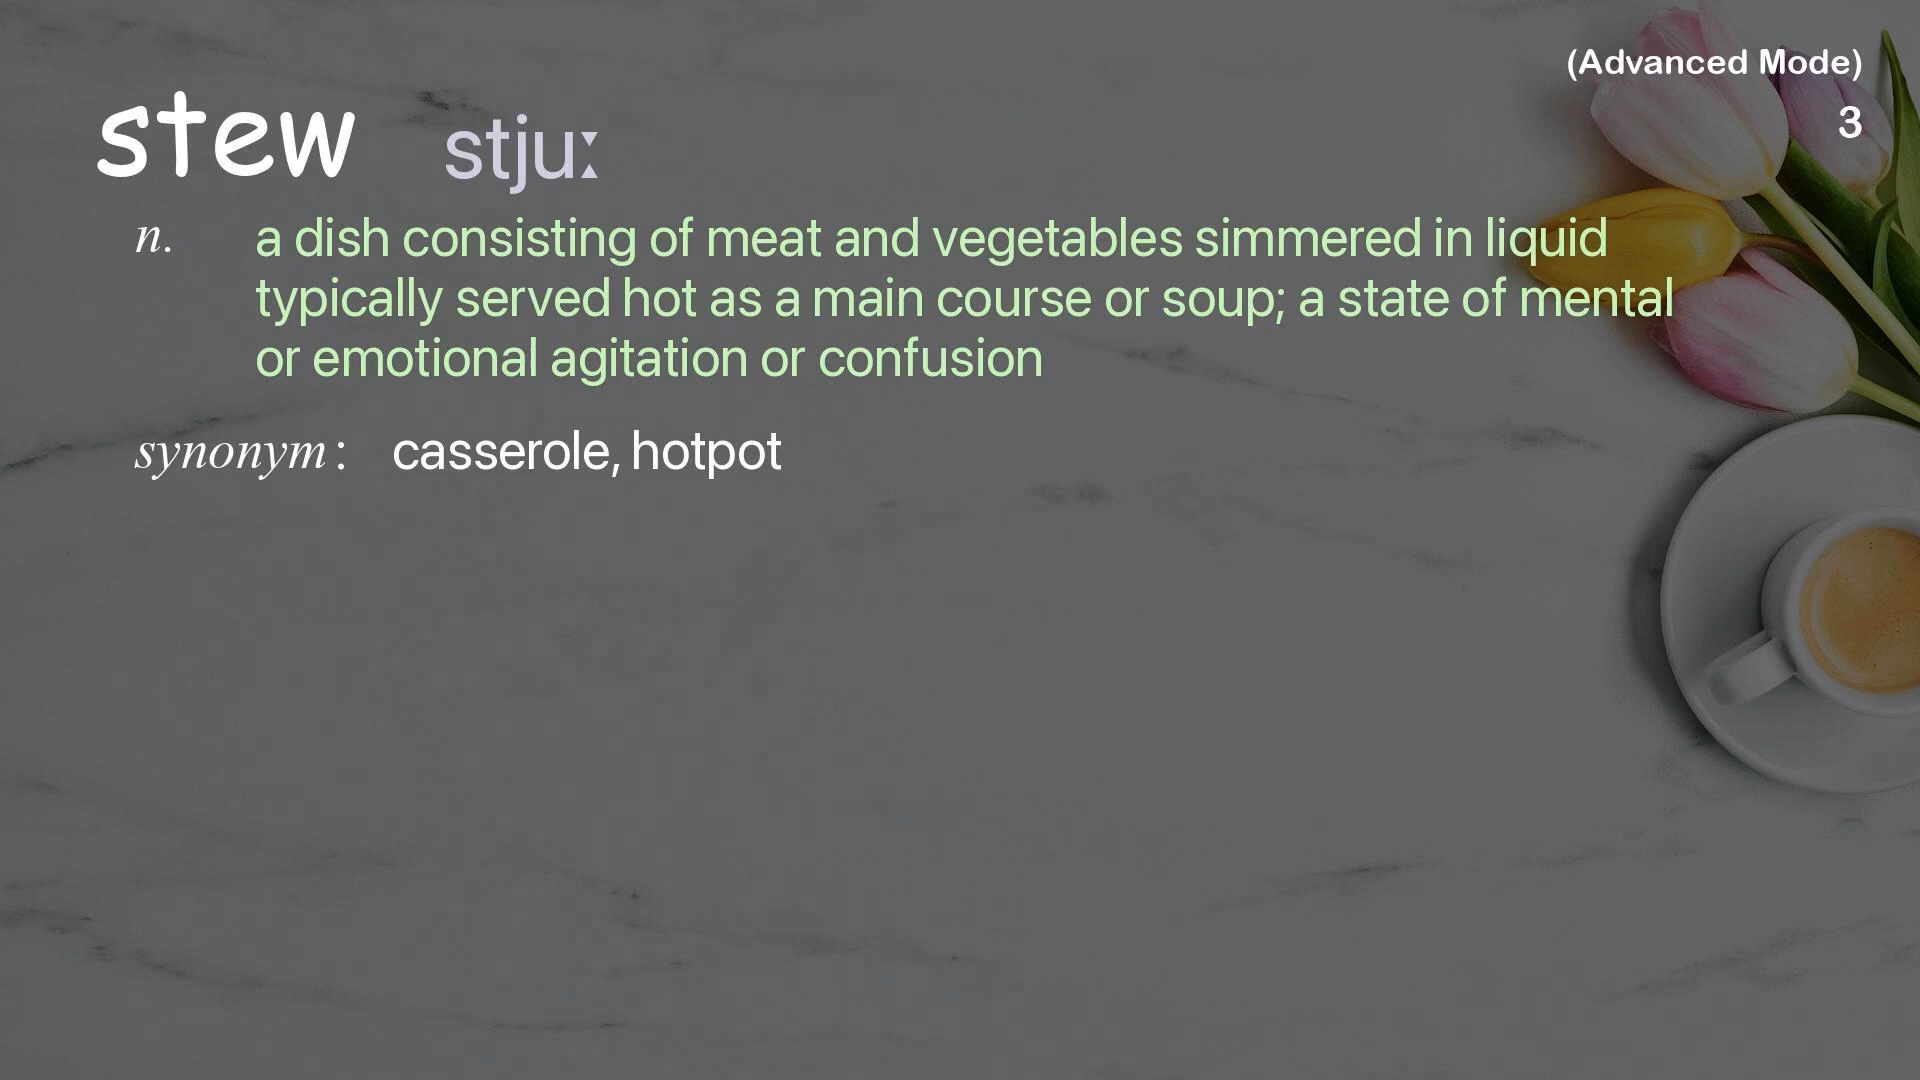 (Advanced Mode)
stew stjuː
3
n. a dish consisting of meat and vegetables simmered in liquid
typically served hot as a main course or soup; a state of mental
or emotional agitation or confusion
synonym: casserole, hotpot